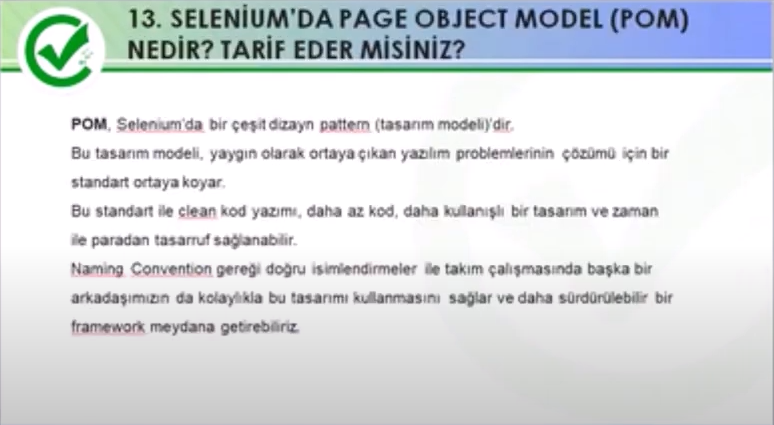 13. SELENİUM'DA PAGE OBJECT MODEL (POM)
NEDİR? TARİF EDER MİSİNİZ?
POM, Selenium'da bir çeşit dizayn pattern (tasarım modeli)'dir.
Bu tasarım modeli, yaygın olarak ortaya çıkan yazılım problemlerinin çözümü için bir
standart ortaya koyar.
Bu standart ile clean kod yazımı, daha az kod, daha kullanışlı bir tasarım ve zaman
ile paradan tasarruf sağlanabilir.
Naming Convention gereği doğru isimlendirmeler ile takım çalışmasında başka bir
arkadaşımızın da kolaylıkla bu tasarımı kullanmasını sağlar ve daha sürdürülebilir bir
framework meydana getirebiliriz.